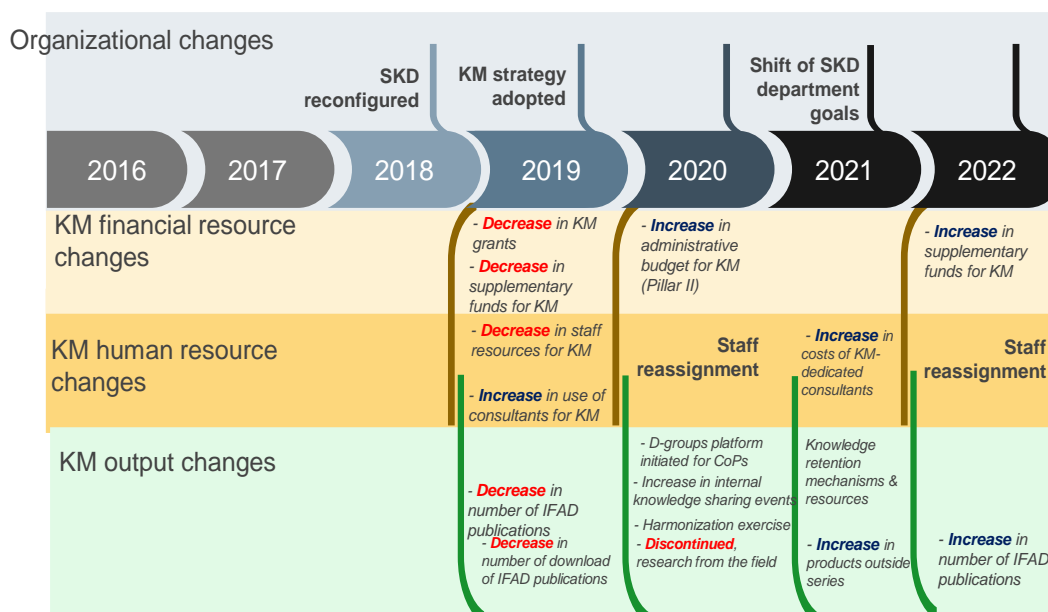 Organizational changes
SKD
reconfigured
KM strategy
adopted
Shift of SKD
department
goals
2016
2017
2018
2019
2020
2021
2022
KM financial resource
changes
- Decrease in KM
grants
- Decrease in
supplementary
funds for KM
- Increase in
administrative
budget for KM
(Pillar II)
- Increase in
supplementary
funds for KM
KM human resource
changes
- Decrease in staff
resources for KM
- Increase in use of
consultants for KM
Staff
reassignment
- Increase in
costs of KM-
dedicated
consultants
Staff
reassignment
KM output changes
- Decrease in
number of IFAD
publications
- Decrease in
number of download
of IFAD publications
- D-groups platform
initiated for CoPs
- Increase in internal
knowledge sharing events
- Harmonization exercise
- Discontinued,
research from the field
Knowledge
retention
mechanisms &
resources
- Increase in
products outside
series
- Increase in
number of IFAD
publications